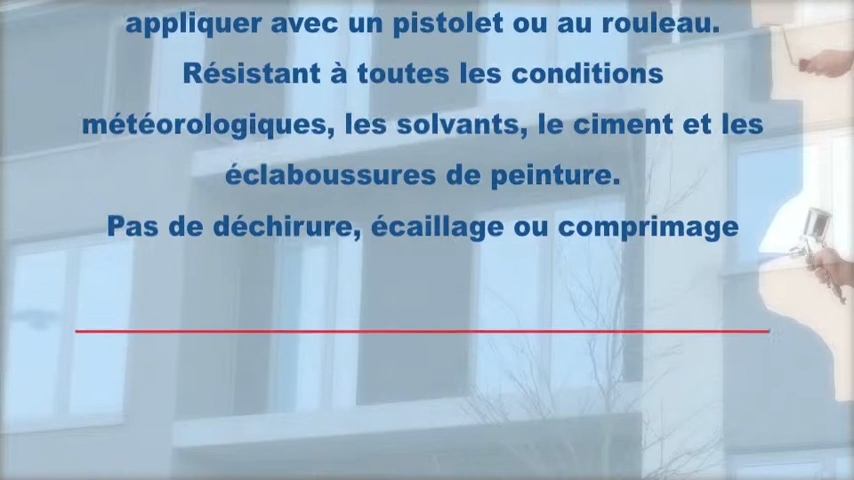 appliquer avec un pistolet ou au rouleau.
Résistant à toutes les conditions
météorologiques, les solvants, le ciment et les
éclaboussures de peinture.
Pas de déchirure, écaillage ou comprimage